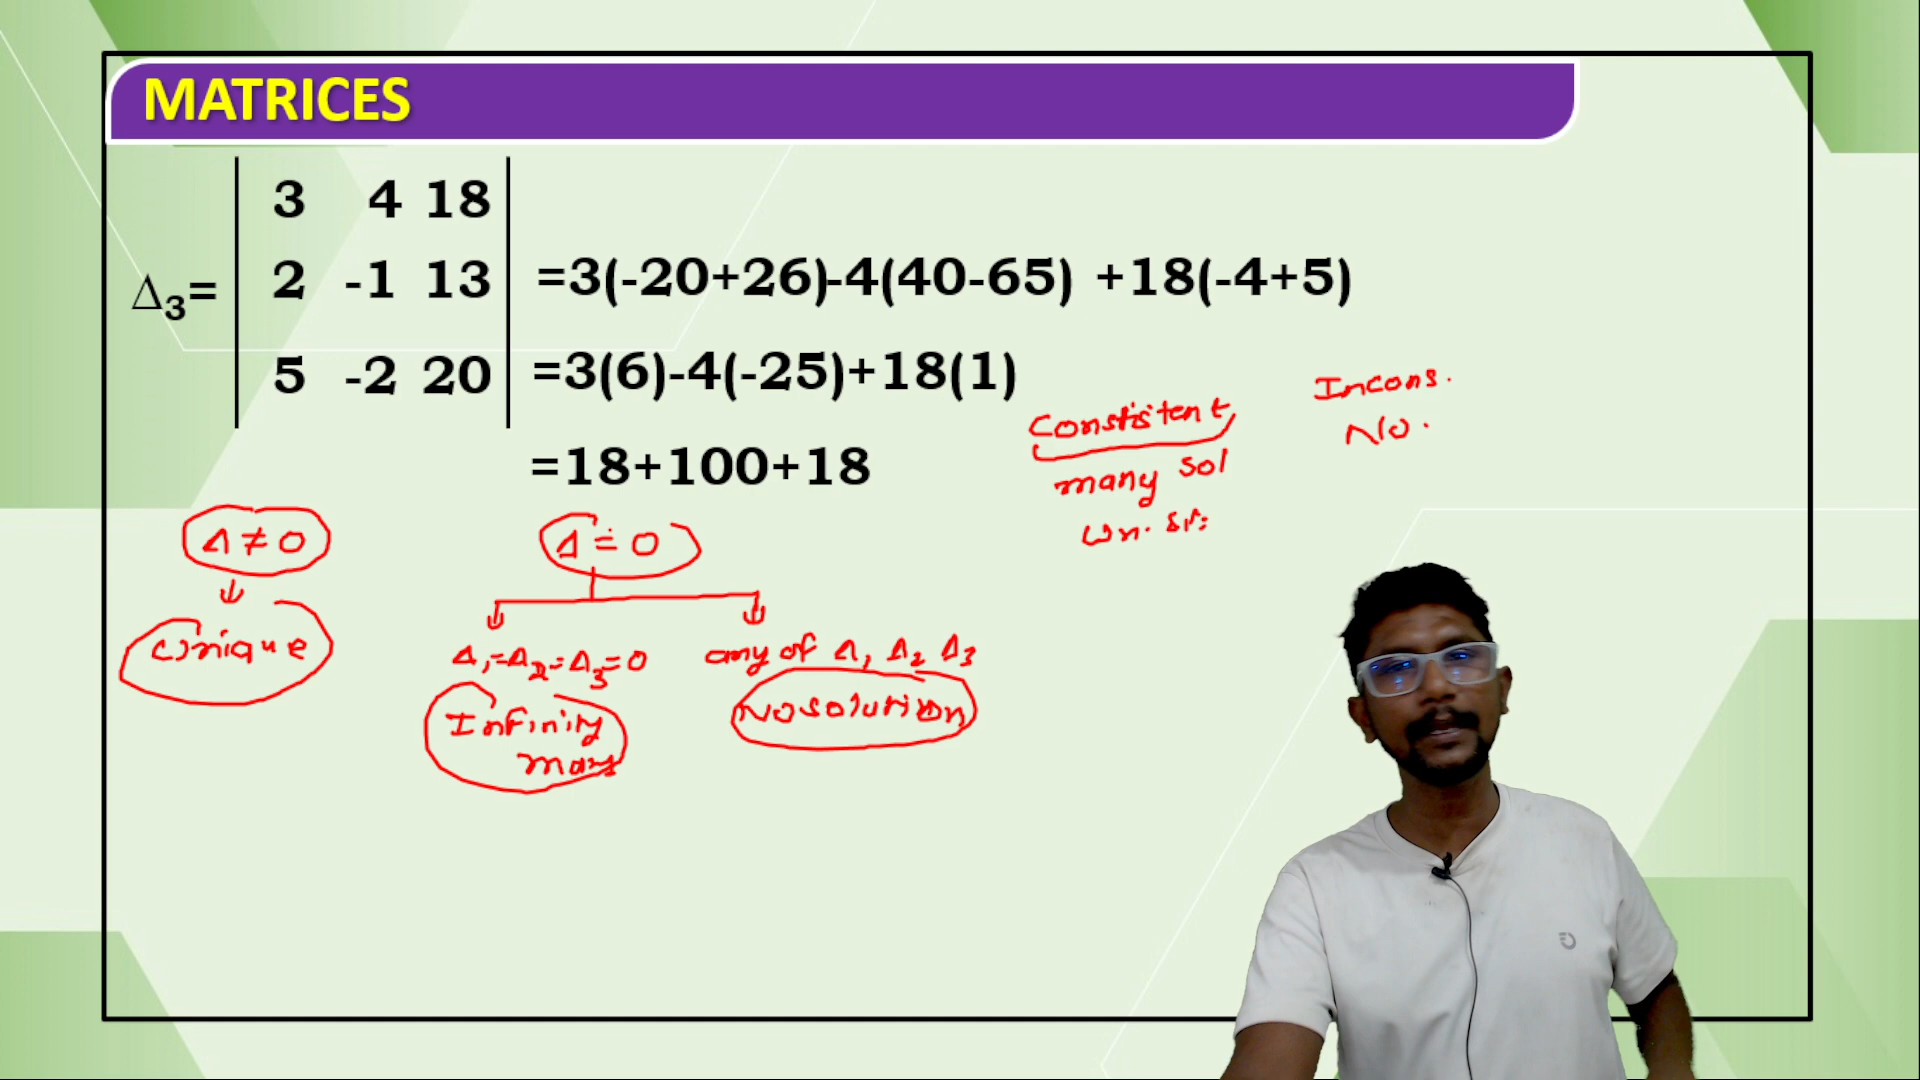 MATRICES
3 4 18
2 -1 13
5 -2 20
Δ₃=
=3(-20+26)-4(40-65) +18(-4+5)
=3(6)-4(-25)+18(1)
=18+100+18
Constistent
many sol
Incons.
No.
Δ ≠ 0
↓
Unique
Δ = 0
Δ₁=Δ₂=Δ₃=0
Infinity
many
any of Δ₁ Δ₂ Δ₃
No solution